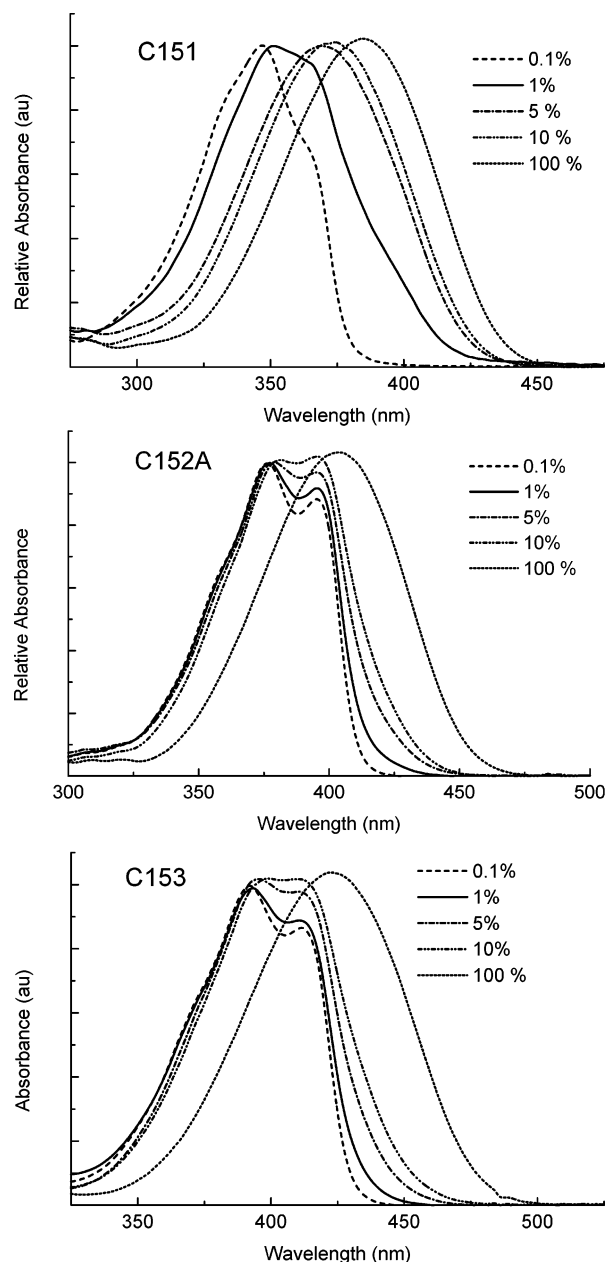 C151
0.1%
1%
5 %
10 %
100 %
Relative Absorbance (au)
300 350 400 450
Wavelength (nm)
C152A
0.1%
1%
5%
10%
100 %
Relative Absorbance
300 350 400 450 500
Wavelength (nm)
C153
0.1%
1%
5%
10%
100 %
Absorbance (au)
350 400 450 500
Wavelength (nm)